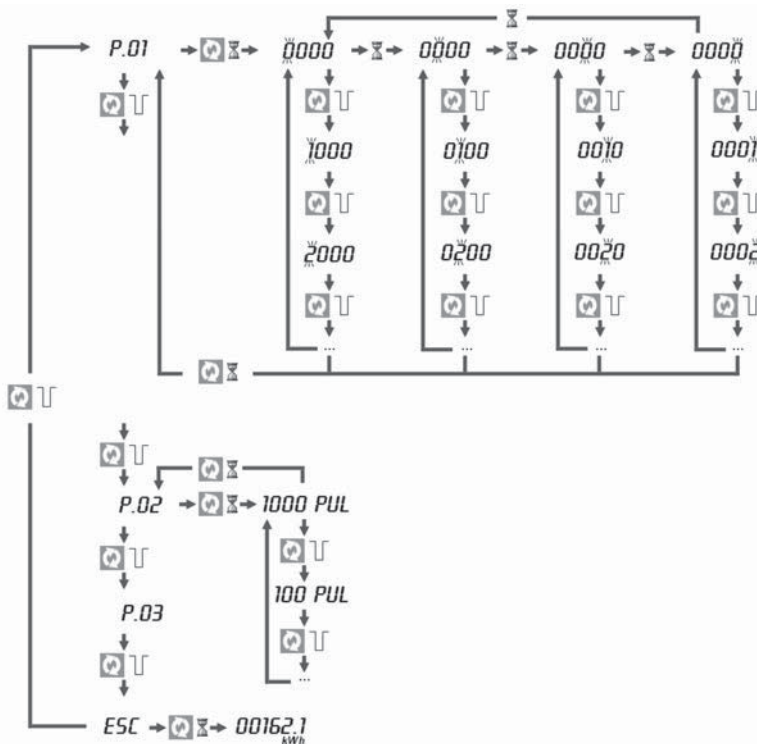 P.01 0000 0000 0000 0000
1000 0100 0010 0001
2000 0200 0020 0002
... ... ... ...
P.02 1000 PUL
100 PUL
P.03
...
ESC 00162.1
kWh